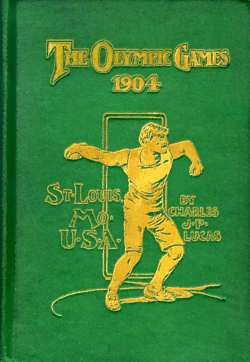 THE OLYMPIC GAMES
1904
ST. LOUIS,
MO.
U.S.A.
BY
CHARLES
J.P.
LUCAS